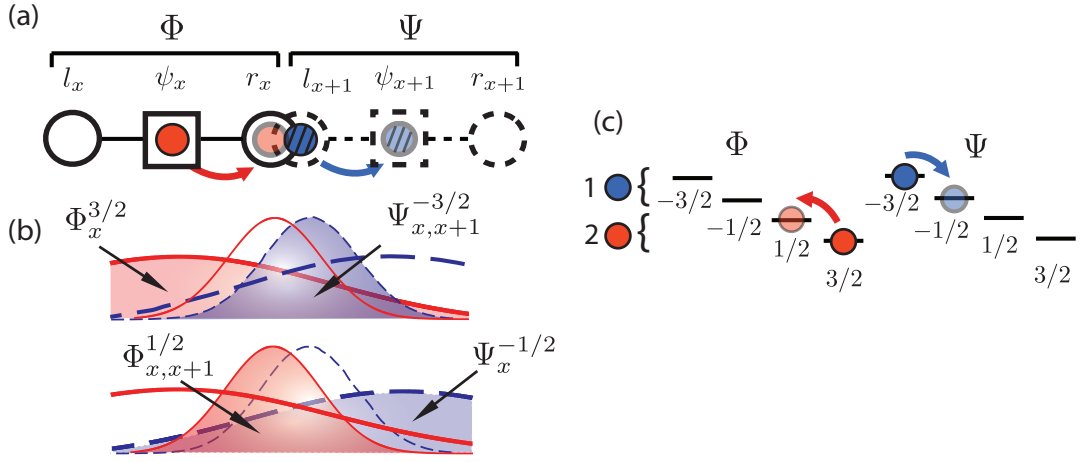 (a)
Φ Ψ
l_x ψ_x r_x l_{x+1} ψ_{x+1} r_{x+1}
(b)
Φ_x^{3/2} Ψ_{x,x+1}^{-3/2}
Φ_{x,x+1}^{1/2} Ψ_x^{-1/2}
(c)
Φ Ψ
1 {
2 {
-3/2 -1/2 1/2 3/2
-3/2 -1/2 1/2 3/2